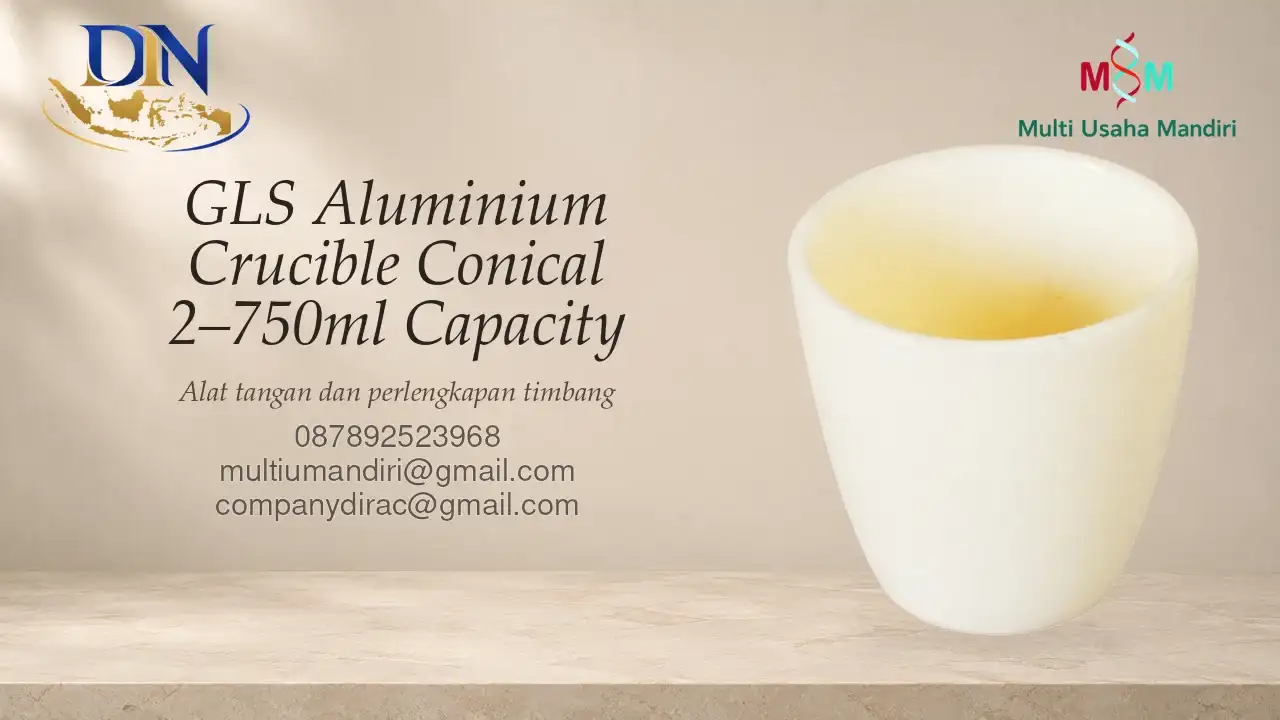 DIN
MSM
Multi Usaha Mandiri
GLS Aluminium
Crucible Conical
2–750ml Capacity
Alat tangan dan perlengkapan timbang
087892523968
multiumandiri@gmail.com
companydirac@gmail.com